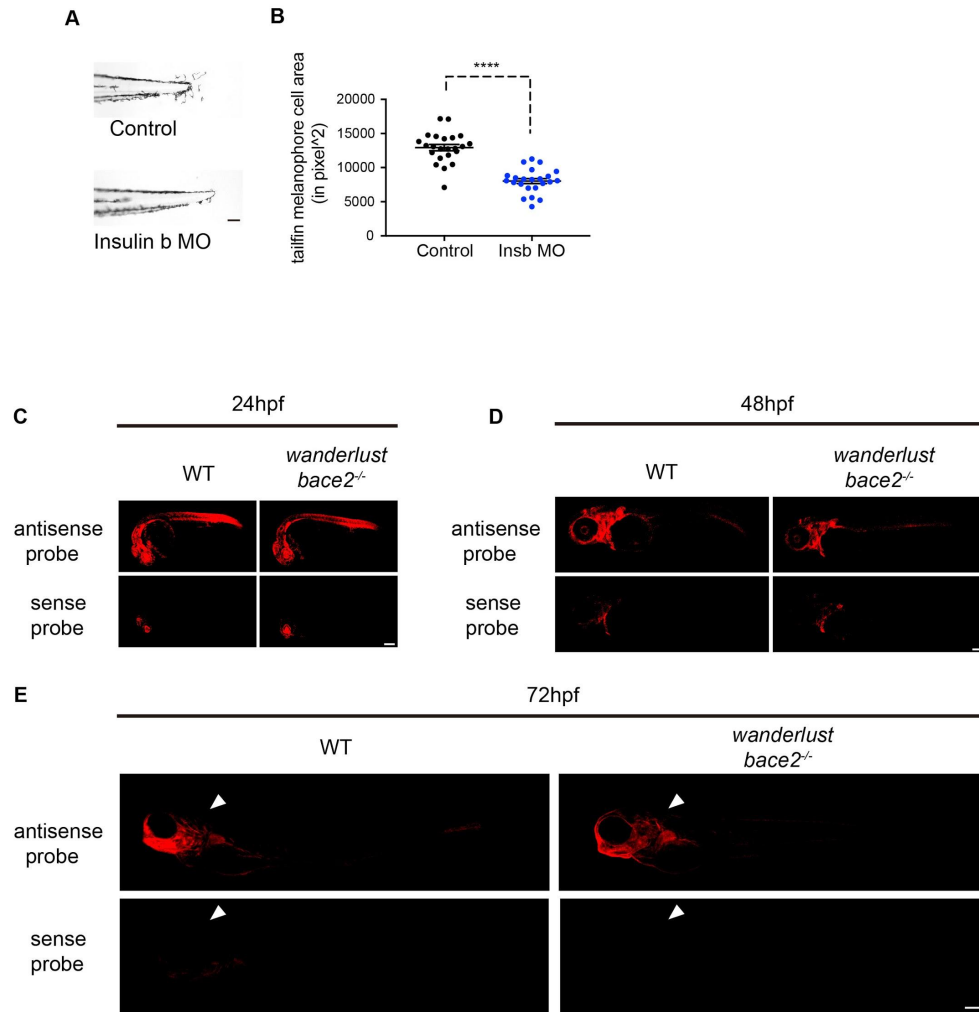 A
Control
Insulin b MO
B
tailfin melanophore cell area
(in pixel^2)
****
20000
15000
10000
5000
0
Control
Insb MO
C
24hpf
WT
wanderlust
bace2-/-
antisense
probe
sense
probe
D
48hpf
WT
wanderlust
bace2-/-
antisense
probe
sense
probe
E
72hpf
WT
wanderlust
bace2-/-
antisense
probe
sense
probe